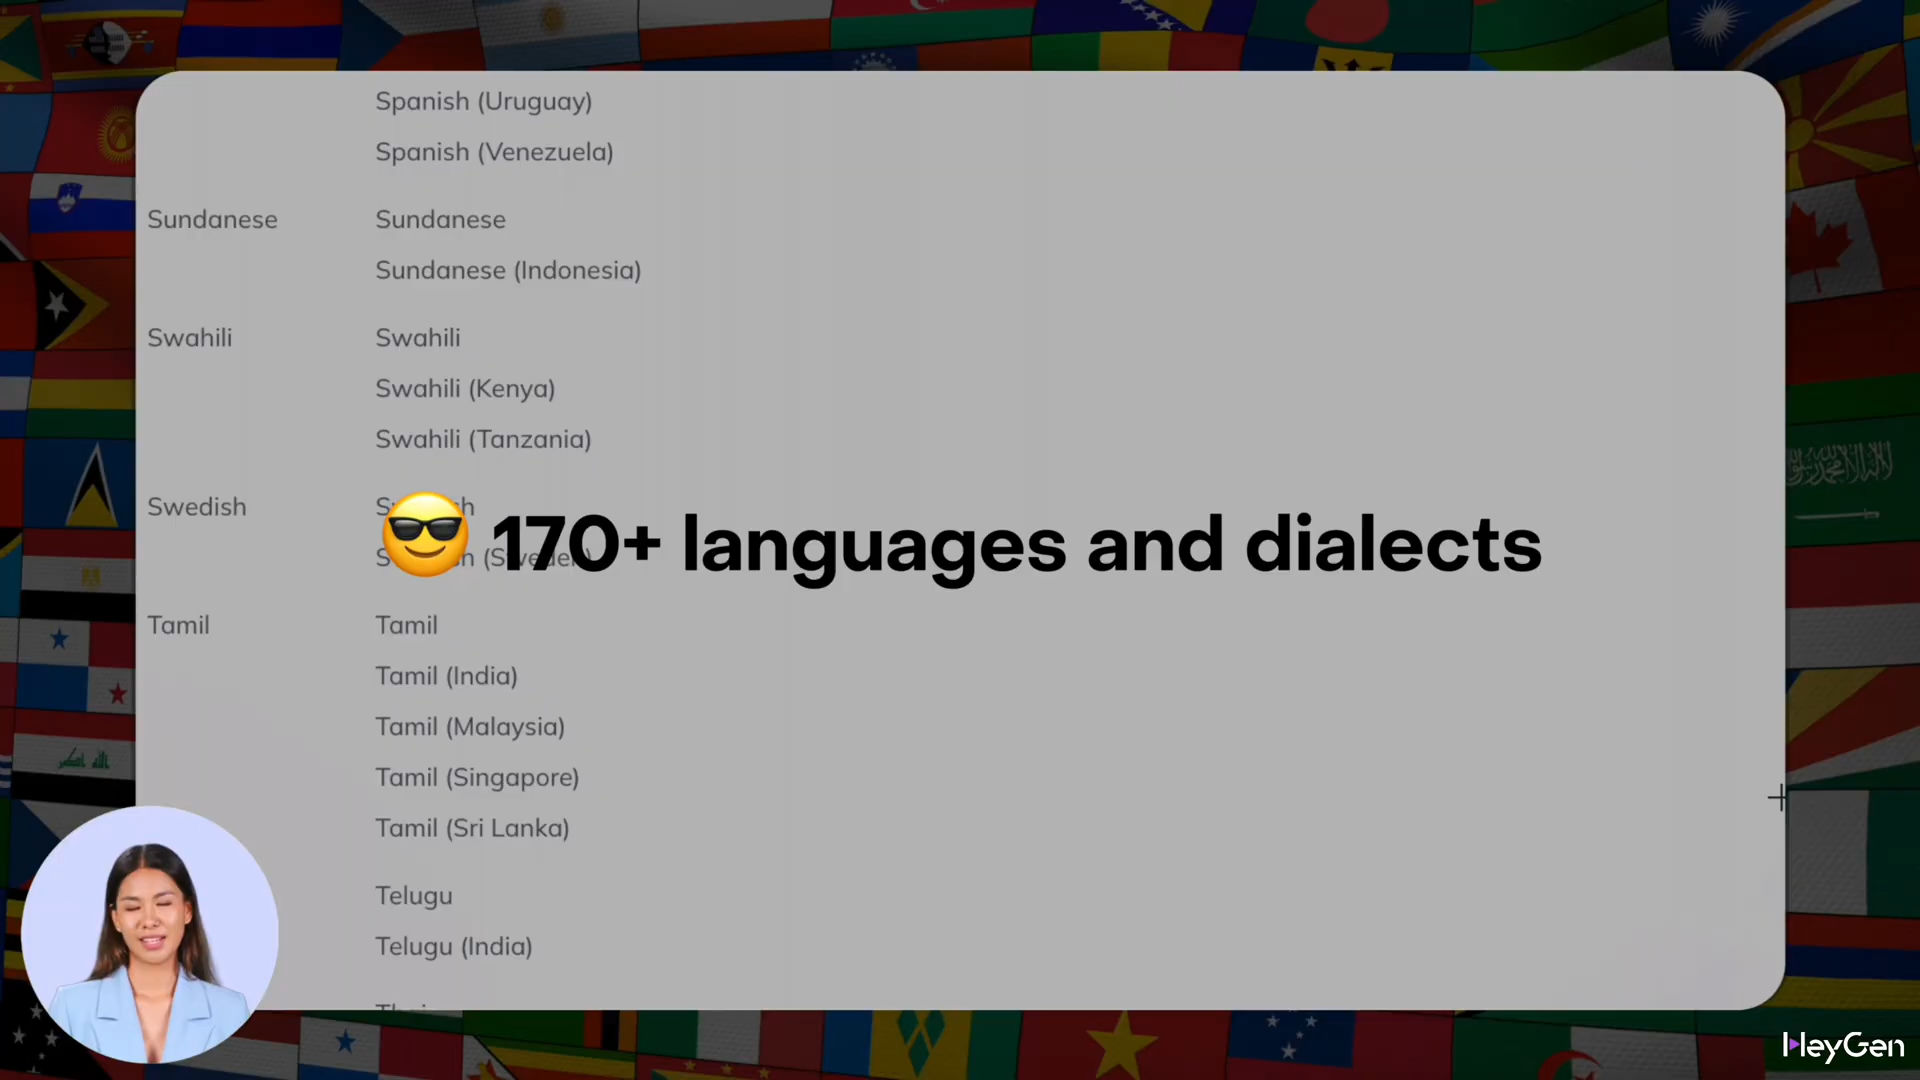 Spanish (Uruguay)
Spanish (Venezuela)
Sundanese Sundanese
Sundanese (Indonesia)
Swahili Swahili
Swahili (Kenya)
Swahili (Tanzania)
Swedish
😎 170+ languages and dialects
Tamil Tamil
Tamil (India)
Tamil (Malaysia)
Tamil (Singapore)
Tamil (Sri Lanka)
Telugu
Telugu (India)
HeyGen